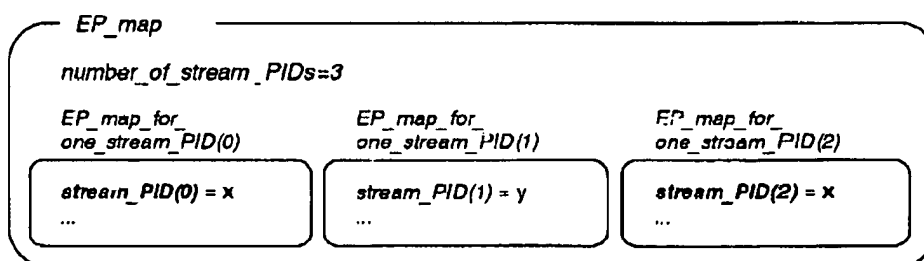 EP_map
number_of_stream_PIDs=3
EP_map_for_
one_stream_PID(0)
stream_PID(0) = x
...
EP_map_for_
one_stream_PID(1)
stream_PID(1) = y
...
EP_map_for_
one_stream_PID(2)
stream_PID(2) = x
...